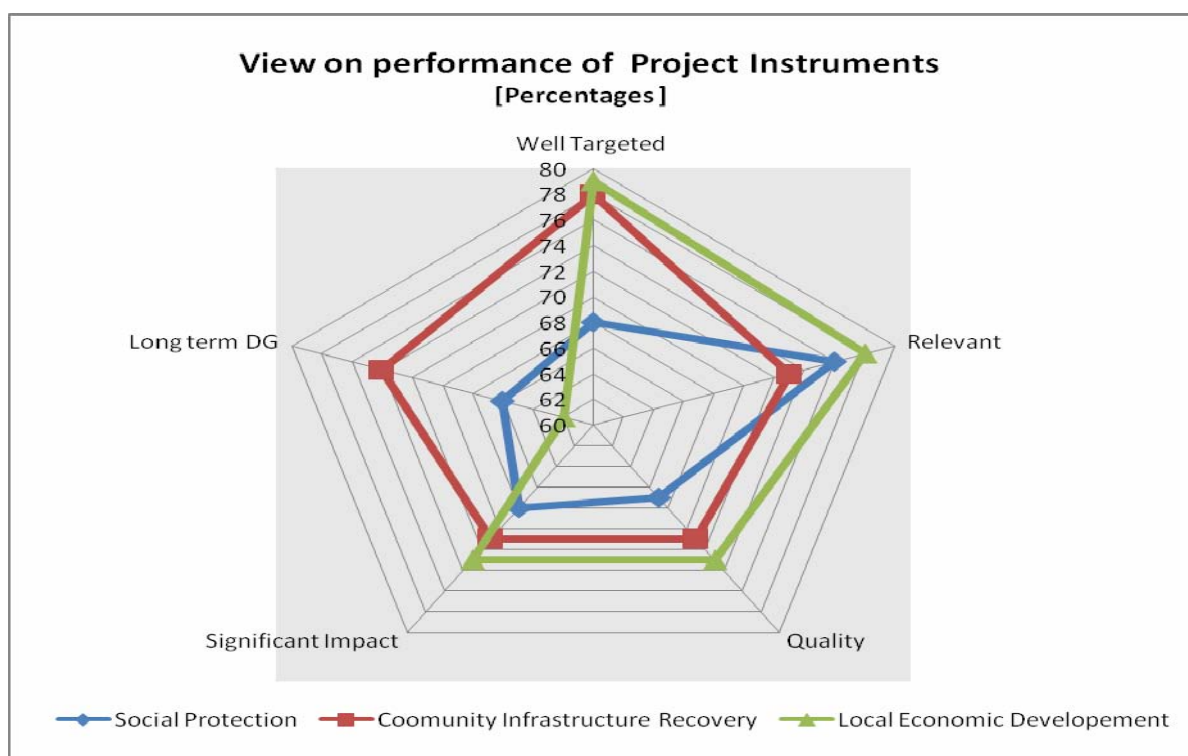 View on performance of Project Instruments
[Percentages]
Well Targeted
80
78
76
74
72
70
68
66
64
62
60
Long term DG
Relevant
Significant Impact
Quality
Social Protection
Coomunity Infrastructure Recovery
Local Economic Developement